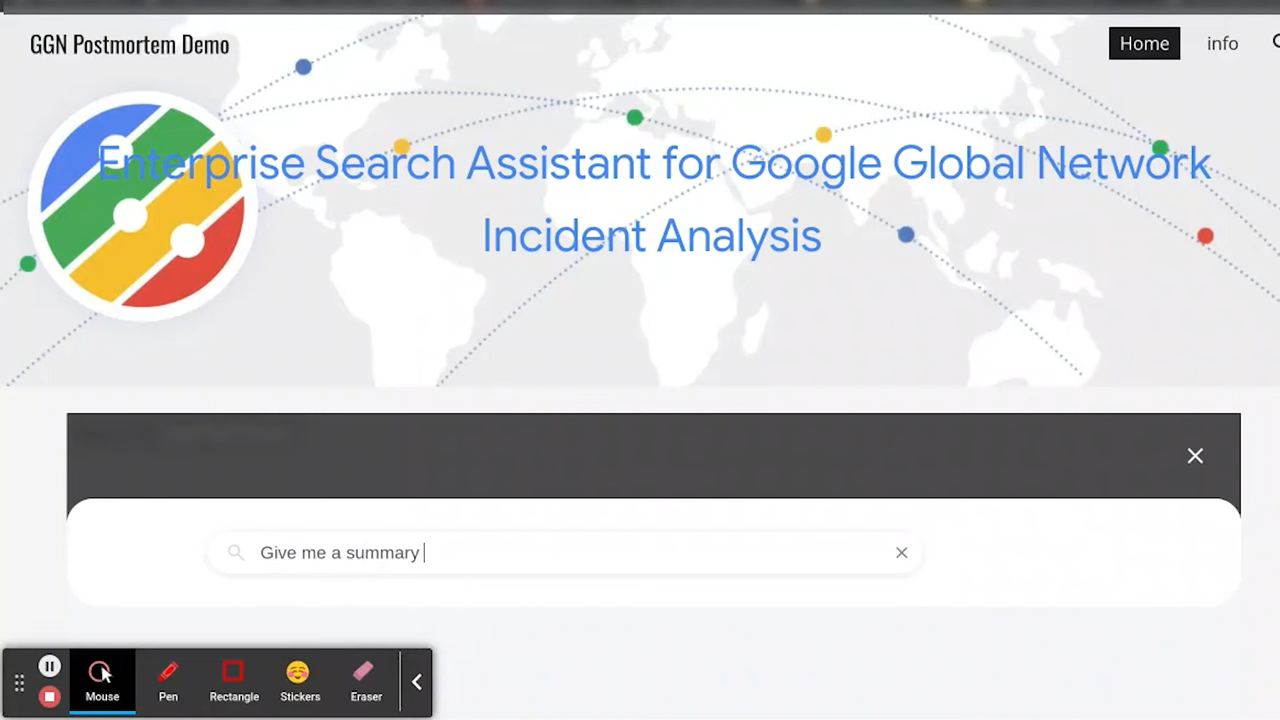 GGN Postmortem Demo
Home
info
Enterprise Search Assistant for Google Global Network
Incident Analysis
Give me a summary
Mouse
Pen
Rectangle
Stickers
Eraser